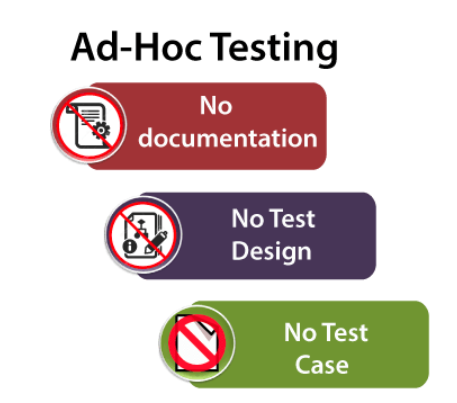 Ad-Hoc Testing
No
documentation
No Test
Design
No Test
Case